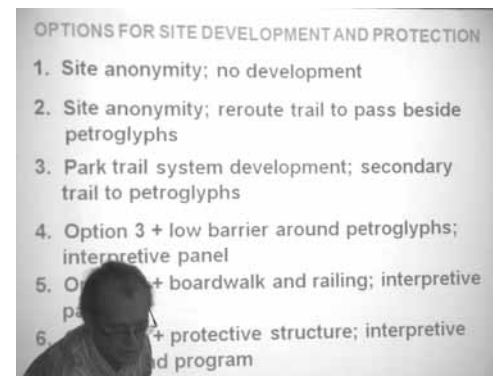 OPTIONS FOR SITE DEVELOPMENT AND PROTECTION
1. Site anonymity; no development
2. Site anonymity; reroute trail to pass beside
petroglyphs
3. Park trail system development; secondary
trail to petroglyphs
4. Option 3 + low barrier around petroglyphs;
interpretive panel
5. + boardwalk and railing; interpretive
6. + protective structure; interpretive
program